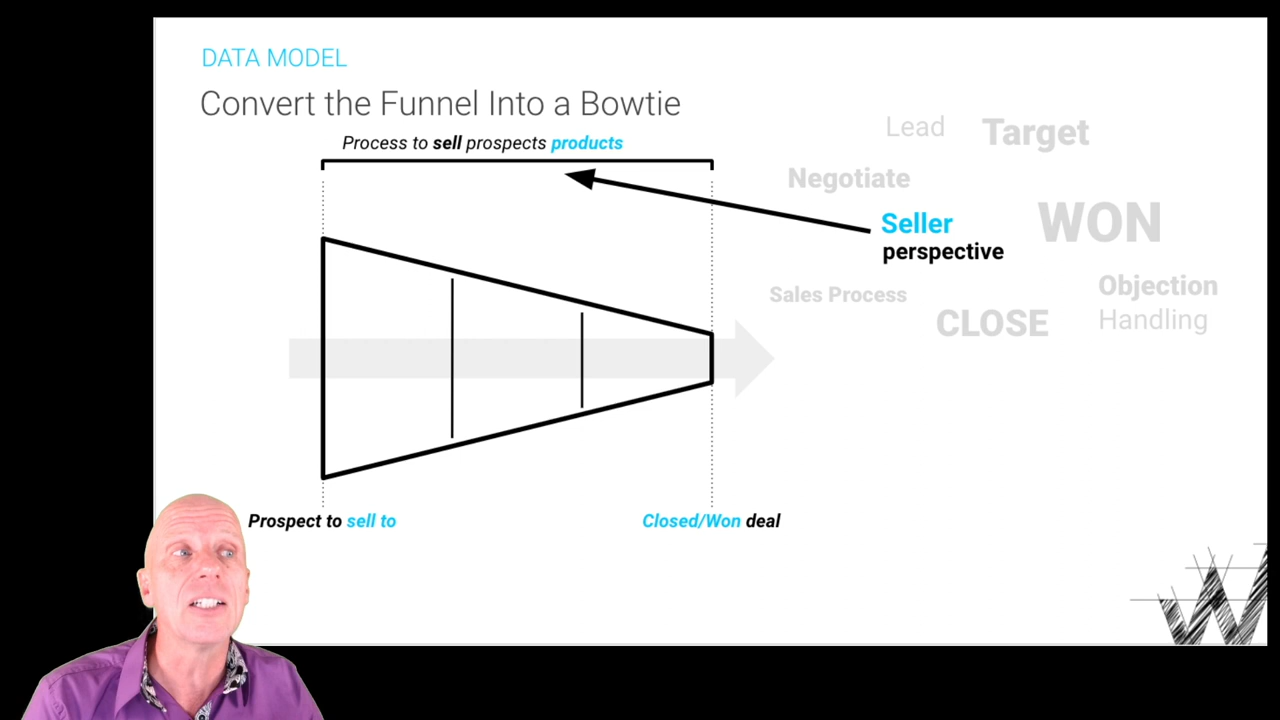 DATA MODEL
Convert the Funnel Into a Bowtie
Process to sell prospects products
Lead
Target
Negotiate
WON
Seller
perspective
Sales Process
CLOSE
Objection
Handling
Prospect to sell to
Closed/Won deal
W